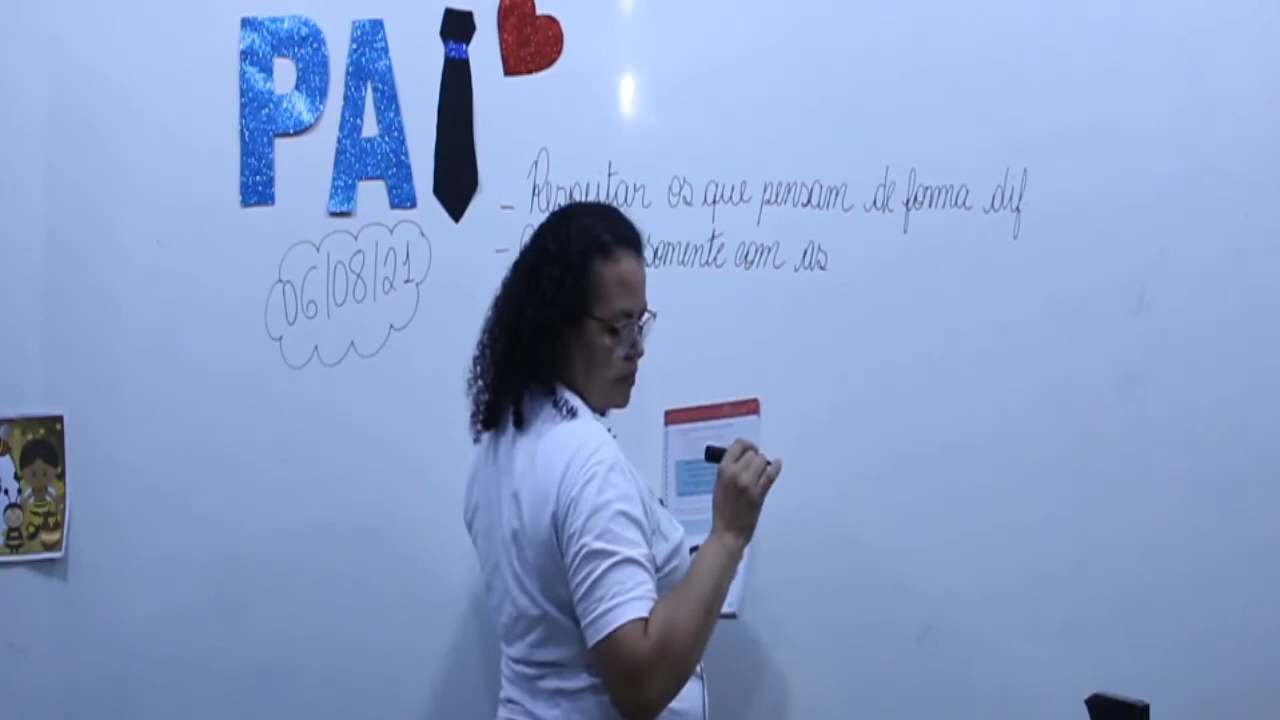 PAI
06/08/21
- Respeitar os que pensam de forma dif.
- somente com as